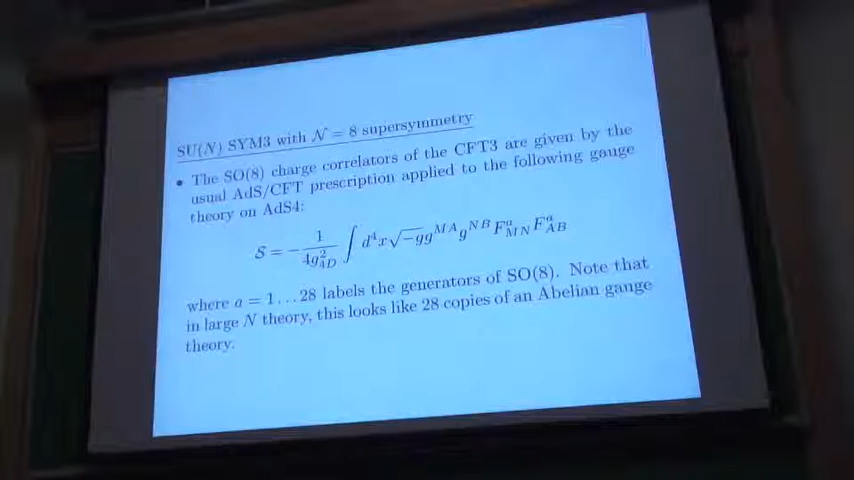 SU(N) SYM3 with 𝒩 = 8 supersymmetry
• The SO(8) charge correlators of the CFT3 are given by the
usual AdS/CFT prescription applied to the following gauge
theory on AdS4:
S = −\frac{1}{4g_{4D}^2} ∫ d⁴x√−g g^{MA} g^{NB} F^a_{MN} F^a_{AB}
where a = 1 . . . 28 labels the generators of SO(8). Note that
in large N theory, this looks like 28 copies of an Abelian gauge
theory.